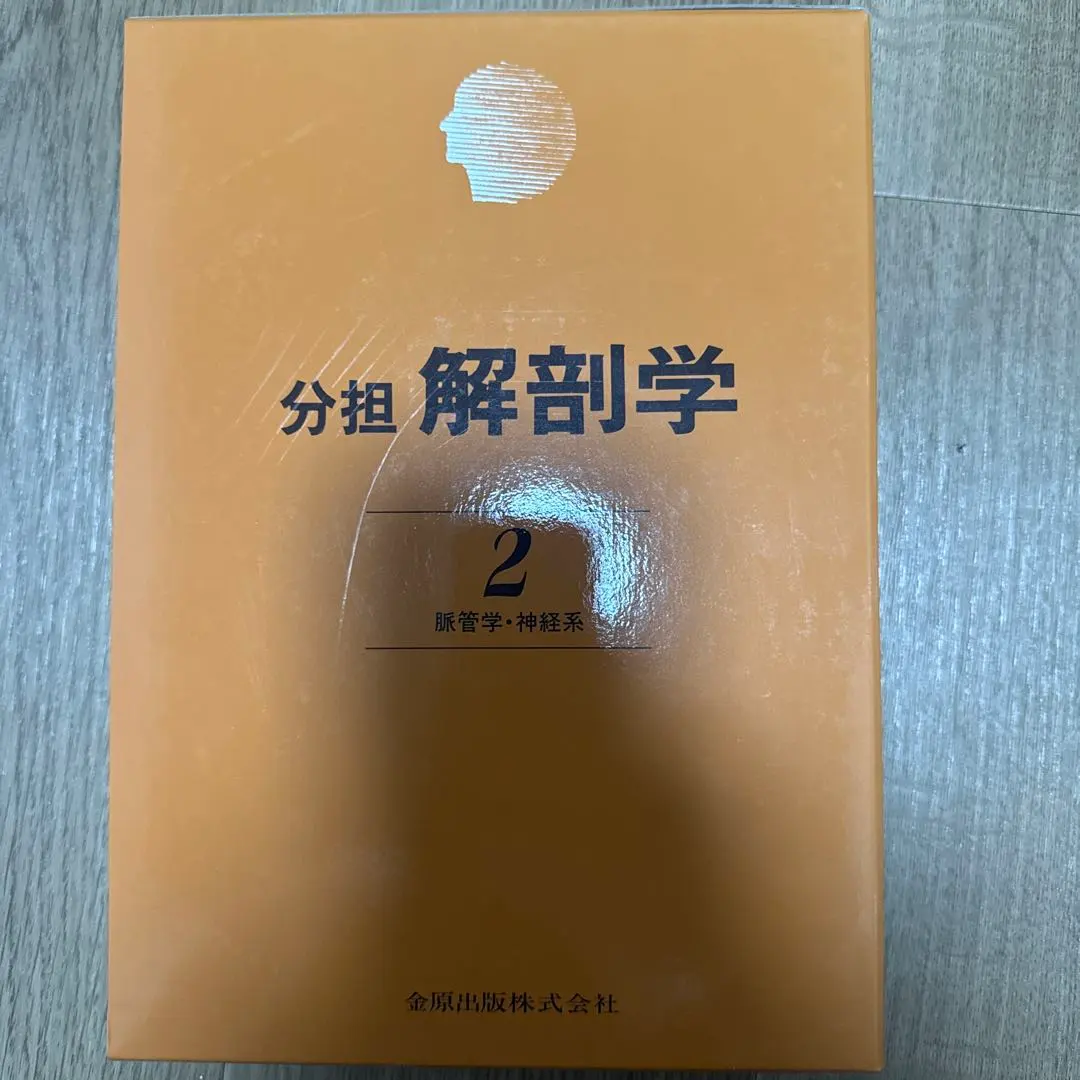 分担 解剖学
2
脈管学・神経系
金原出版株式会社